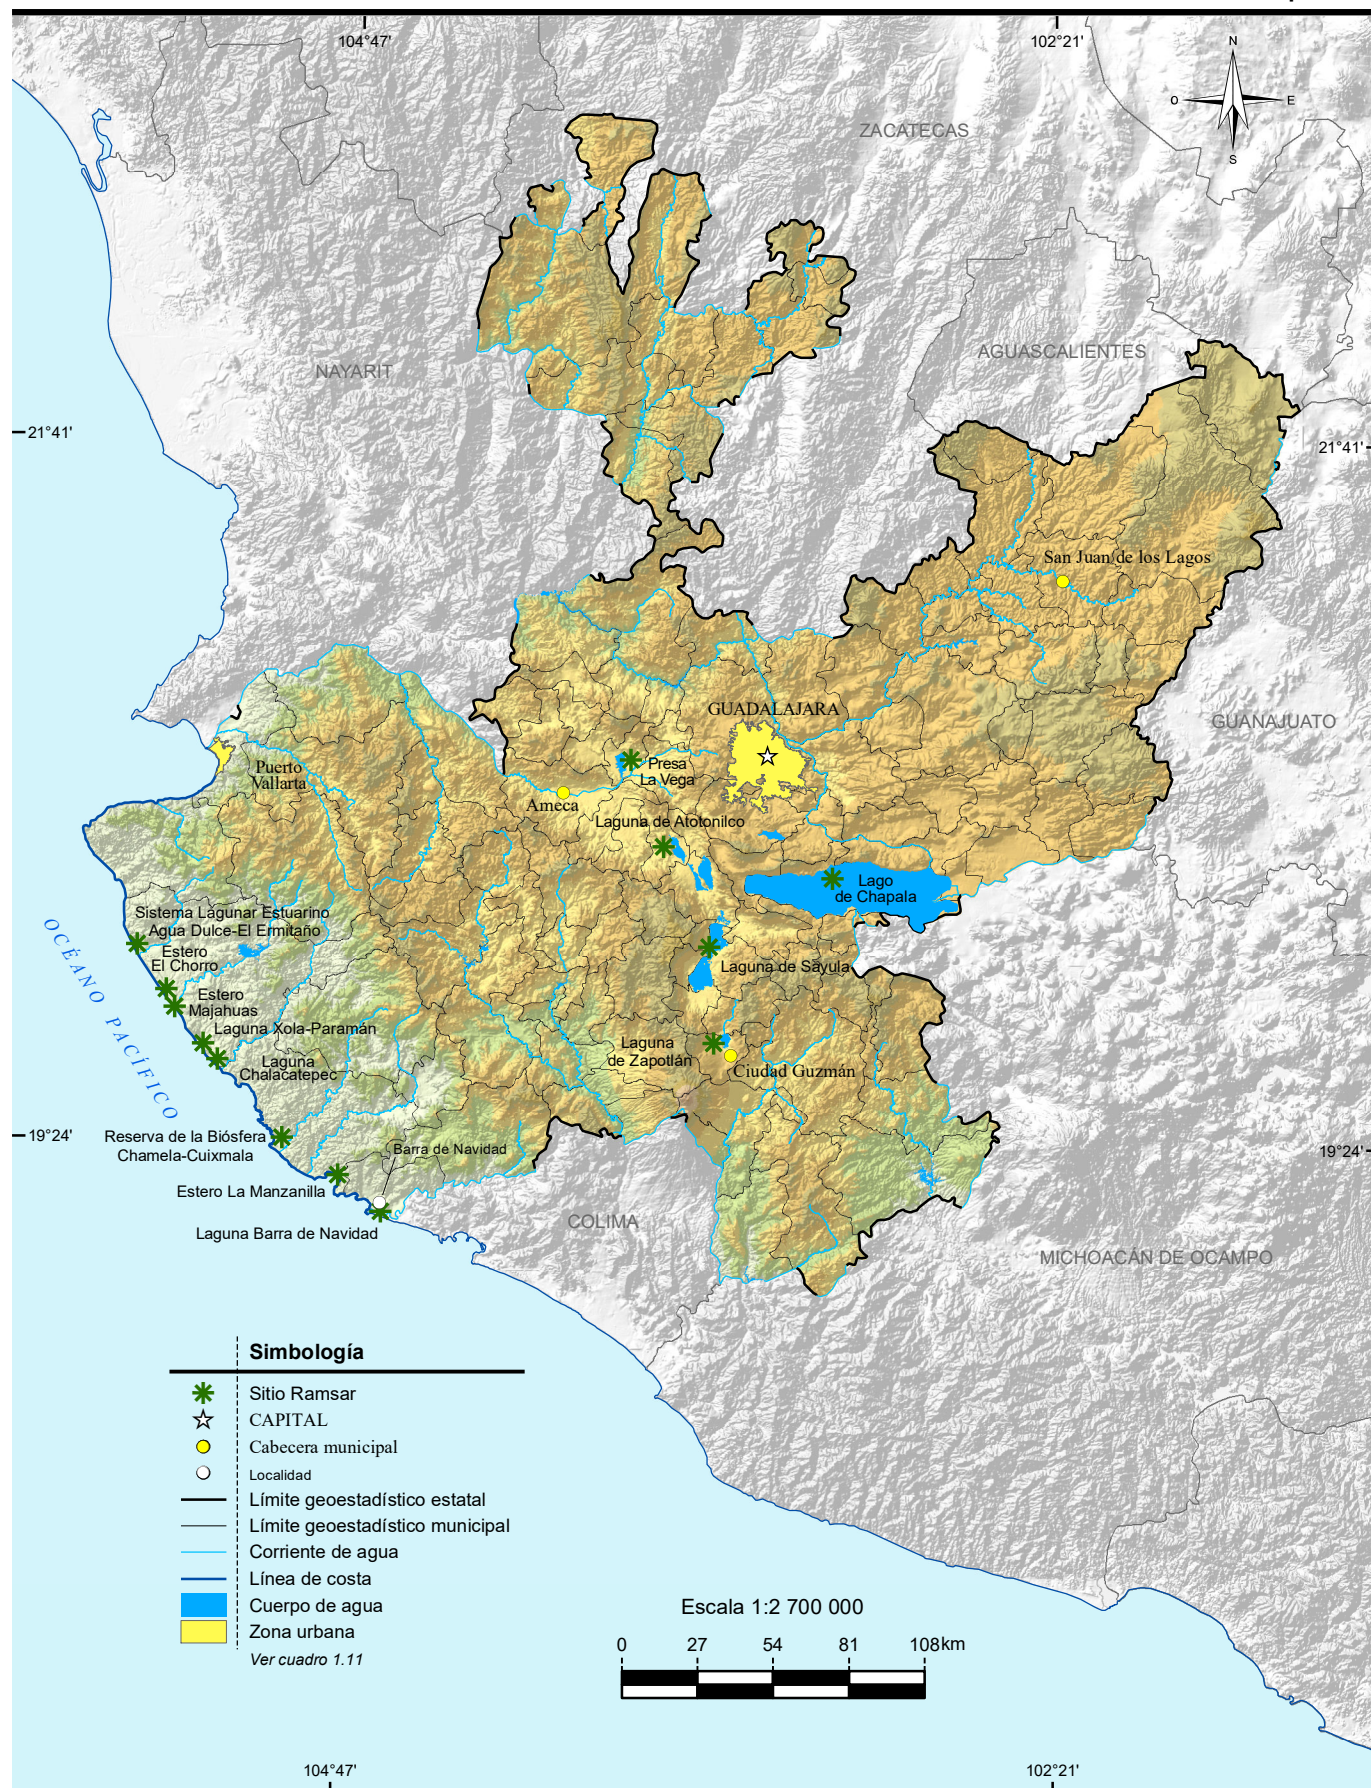 104°47'
102°21'
N
O
E
S
ZACATECAS
AGUASCALIENTES
NAYARIT
21°41'
21°41'
San Juan de los Lagos
GUADALAJARA
GUANAJUATO
Puerto
Vallarta
Presa
La Vega
Ameca
Laguna de Atotonilco
Lago
de Chapala
Sistema Lagunar Estuarino
Agua Dulce-El Ermitaño
Estero
El Chorro
OCÉANO PACÍFICO
Laguna de Sayula
Estero
Majahuas
Laguna Xola-Paramán
Laguna
Chalacatepec
Laguna
de Zapotlán
Ciudad Guzmán
19°24'
19°24'
Reserva de la Biósfera
Chamela-Cuixmala
Barra de Navidad
Estero La Manzanilla
Laguna Barra de Navidad
COLIMA
MICHOACÁN DE OCAMPO
Simbología
Sitio Ramsar
CAPITAL
Cabecera municipal
Localidad
Límite geoestadístico estatal
Límite geoestadístico municipal
Corriente de agua
Línea de costa
Cuerpo de agua
Zona urbana
Ver cuadro 1.11
Escala 1:2 700 000
0 27 54 81 108km
104°47'
102°21'